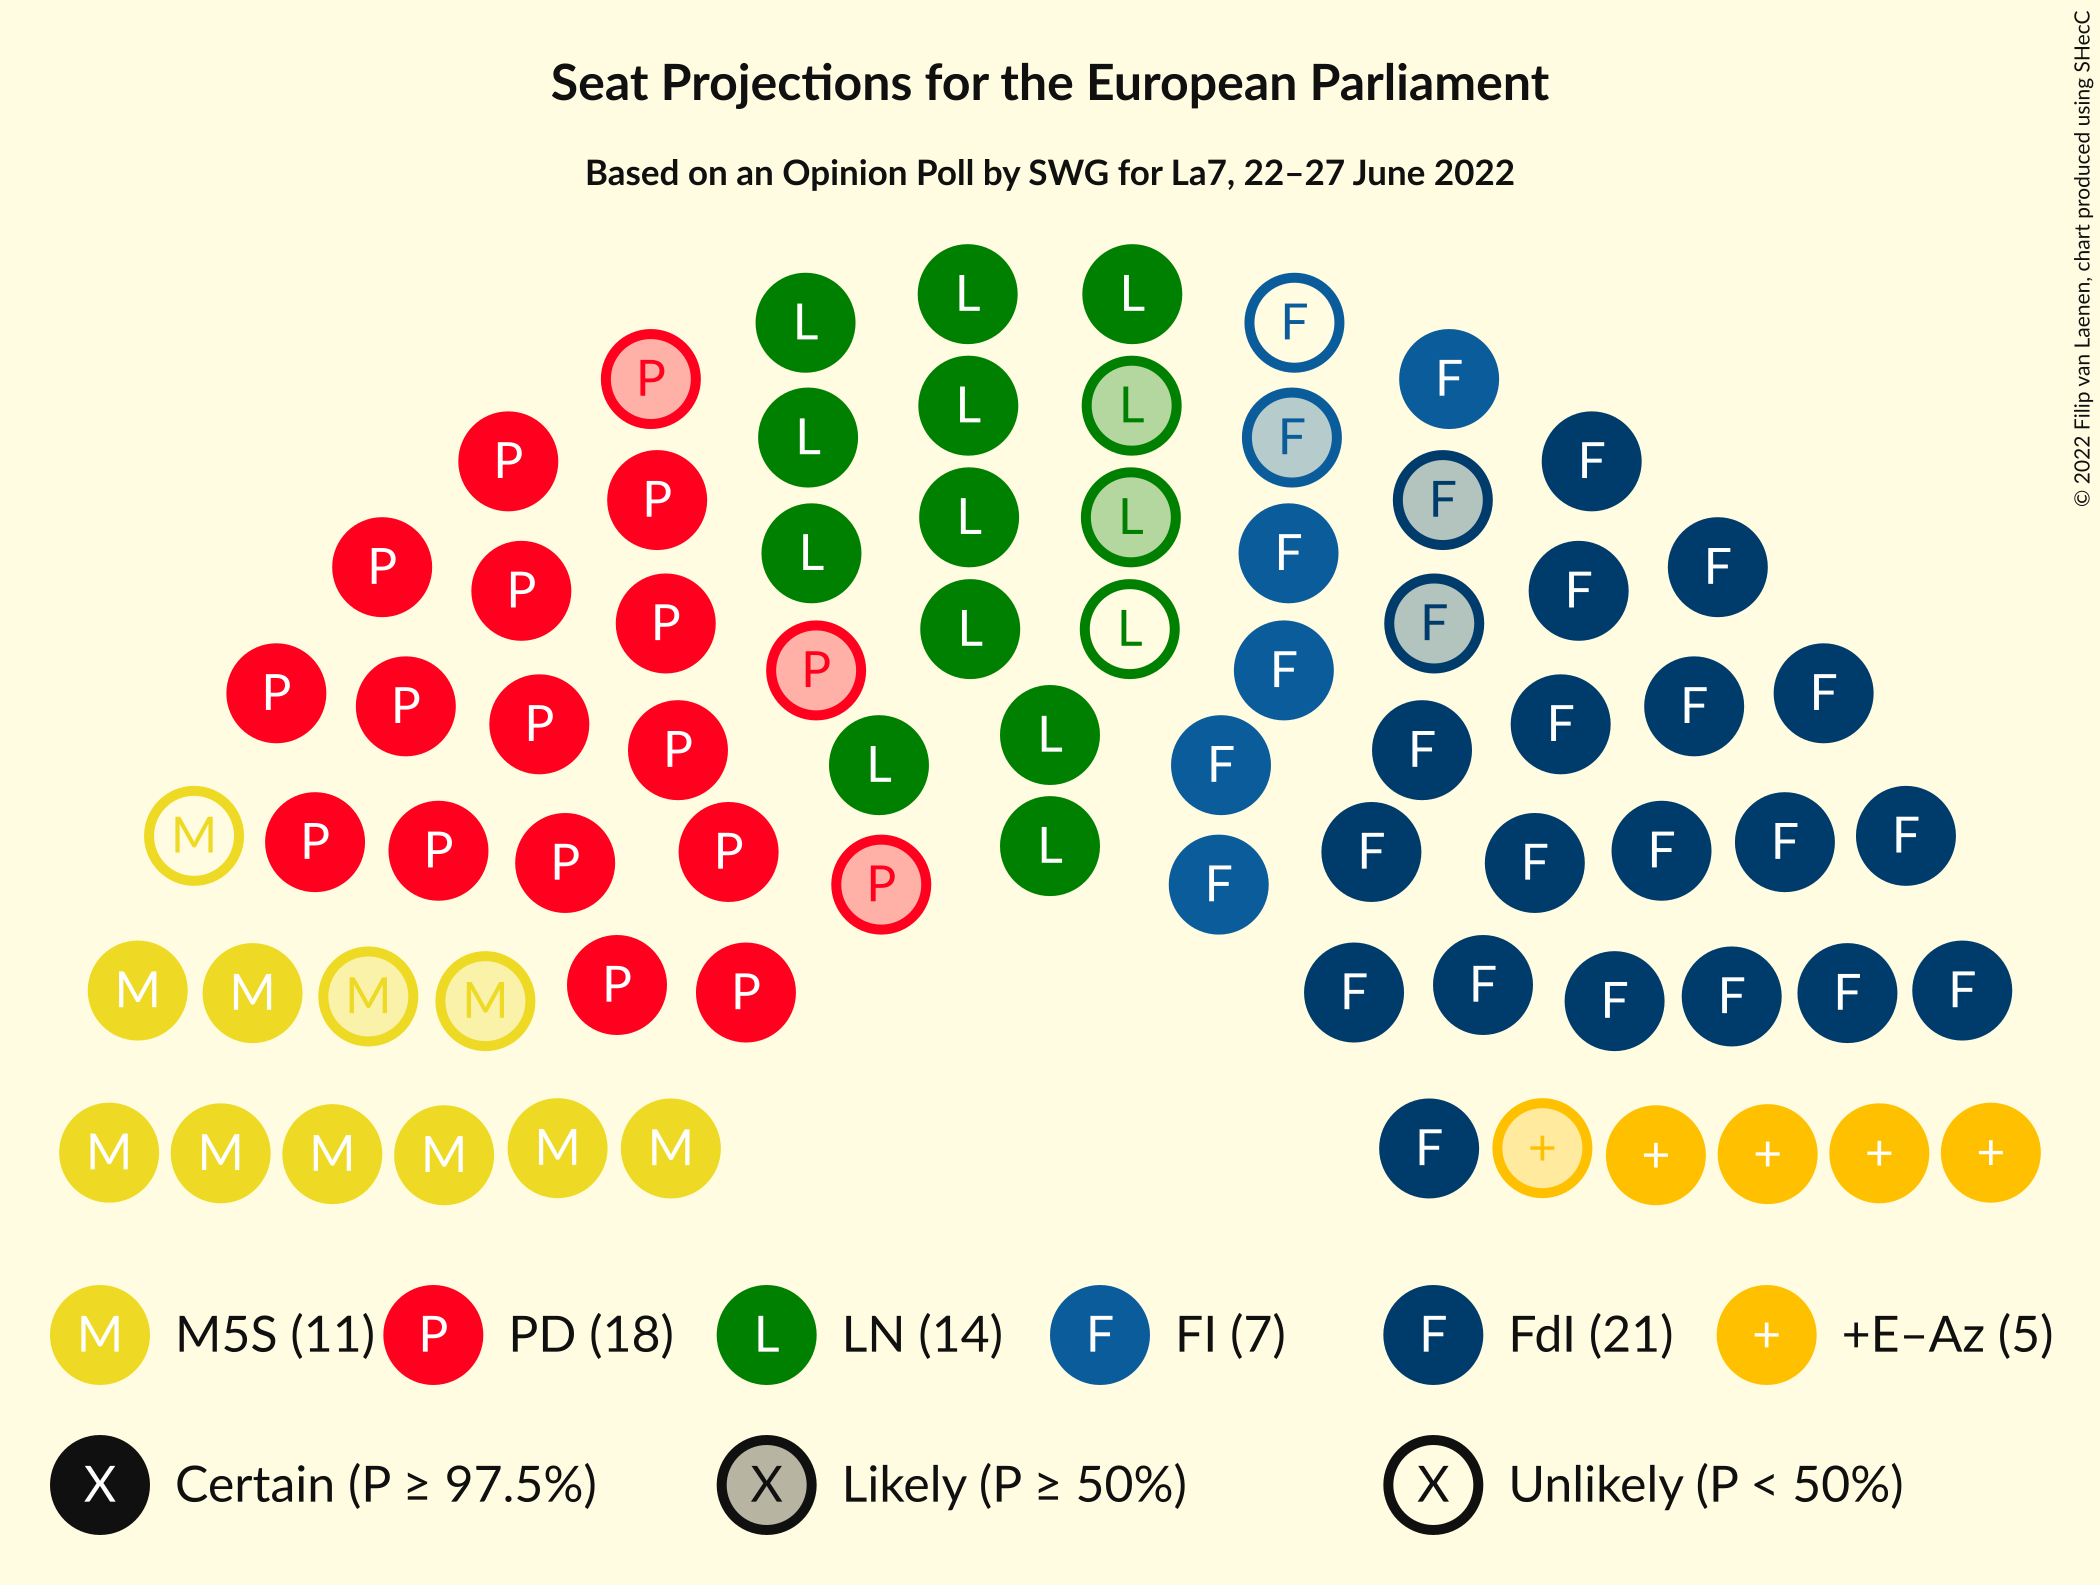 Seat Projections for the European Parliament
Based on an Opinion Poll by SWG for La7, 22–27 June 2022
© 2022 Filip van Laenen, chart produced using SHecC
L L
L F
P F
L L
P F
L F
P P F F
L L
P F
L F
P P F F
P F
L L
P F
P F
P P P F F F
L
L F
M P P P P F F F F F
L
P F
M M M M P P F F F F F F
M M M M M M F + + + + +
M M5S (11) P PD (18) L LN (14) F FI (7) F FdI (21) + +E–Az (5)
X Certain (P ≥ 97.5%) X Likely (P ≥ 50%) X Unlikely (P < 50%)